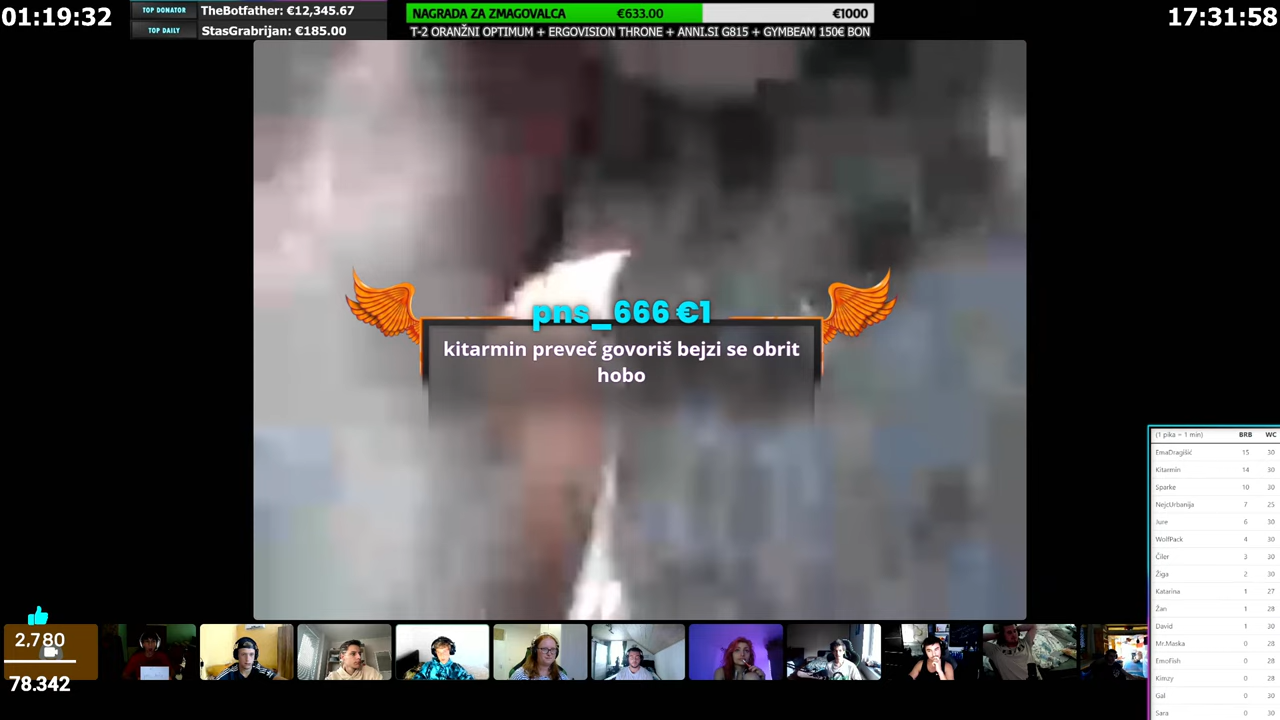 01:19:32
TOP DONATOR TheBotfather: €12,345.67
TOP DAILY StasGrabrijan: €185.00
NAGRADA ZA ZMAGOVALCA €633.00 €1000
T-2 ORANŽNI OPTIMUM + ERGOVISION THRONE + ANNI.SI G815 + GYMBEAM 150€ BON
17:31:58
pns_666 €1
kitarmin preveč govoriš bejzi se obrit
hobo
(1 pika = 1 min) BRB WC
EmaDragišić 15 30
Kitarmin 14 30
Sparke 10 30
NejcUrbanija 7 25
Jure 6 30
WolfPack 4 30
Čiler 3 30
Žiga 2 30
Katarina 1 27
Žan 1 28
David 1 30
Mr.Maska 0 28
EmoFish 0 28
Kimzy 0 28
Gal 0 30
Sara 0 30
2,780
78.342